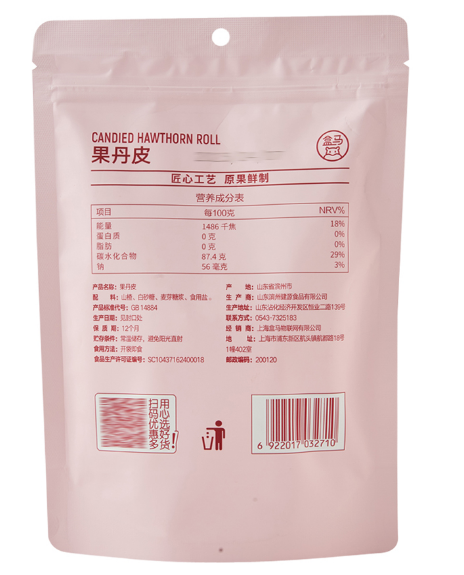 CANDIED HAWTHORN ROLL
果丹皮
盒马
匠心工艺 原果鲜制
营养成分表
项目 每100克 NRV%
能量 1486 千焦 18%
蛋白质 0 克 0%
脂肪 0 克 0%
碳水化合物 87.4 克 29%
钠 56 毫克 3%
产品名称：果丹皮
配 料：山楂、白砂糖、麦芽糖浆、食用盐。
产品标准代号：GB 14884
生产日期：见封口处
保 质 期：12个月
贮存条件：常温储存，避免阳光直射
食用方法：开袋即食
食品生产许可证编号：SC10437162400018
产 地：山东省滨州市
生 产 商：山东滨州健源食品有限公司
生产地址：山东沾化经济开发区恒业二路139号
联系方式：0543-7325183
经 销 商：上海盒马物联网有限公司
地 址：上海市浦东新区航头镇航都路18号
1幢402室
邮政编码：200120
用心选好货！
扫码优惠多
6 922017 032710